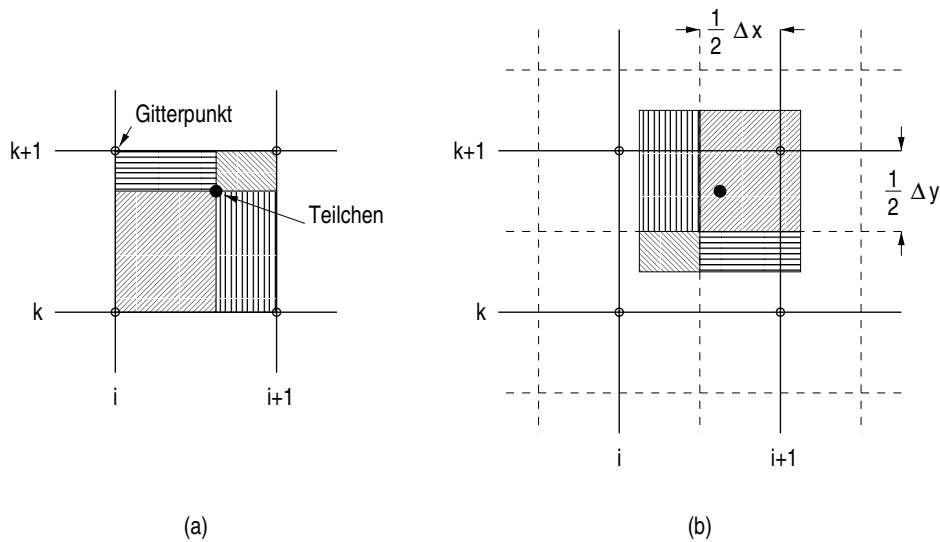 Gitterpunkt
k+1
Teilchen
k
i
i+1
(a)
1/2 Δx
k+1
1/2 Δy
k
i
i+1
(b)